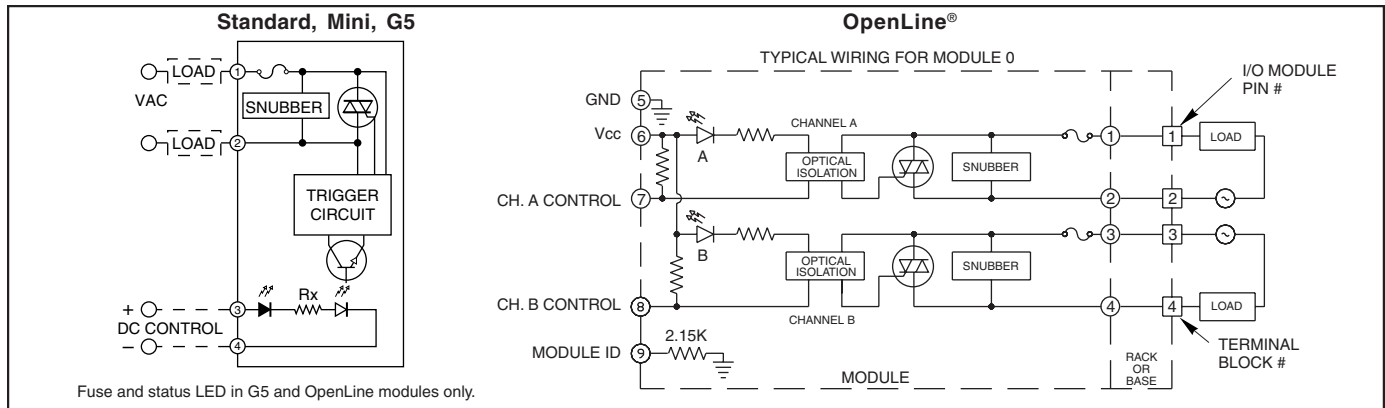 Standard, Mini, G5
LOAD
1
VAC
SNUBBER
LOAD
2
TRIGGER
CIRCUIT
Rx
+
3
DC CONTROL
–
4
Fuse and status LED in G5 and OpenLine modules only.
OpenLine®
TYPICAL WIRING FOR MODULE 0
I/O MODULE
PIN #
GND
5
Vcc
6
A
CHANNEL A
OPTICAL
ISOLATION
SNUBBER
1
1
LOAD
CH. A CONTROL
7
2
2
B
OPTICAL
ISOLATION
SNUBBER
3
3
CH. B CONTROL
8
CHANNEL B
4
4
LOAD
MODULE ID
9
2.15K
MODULE
RACK
OR
BASE
TERMINAL
BLOCK #